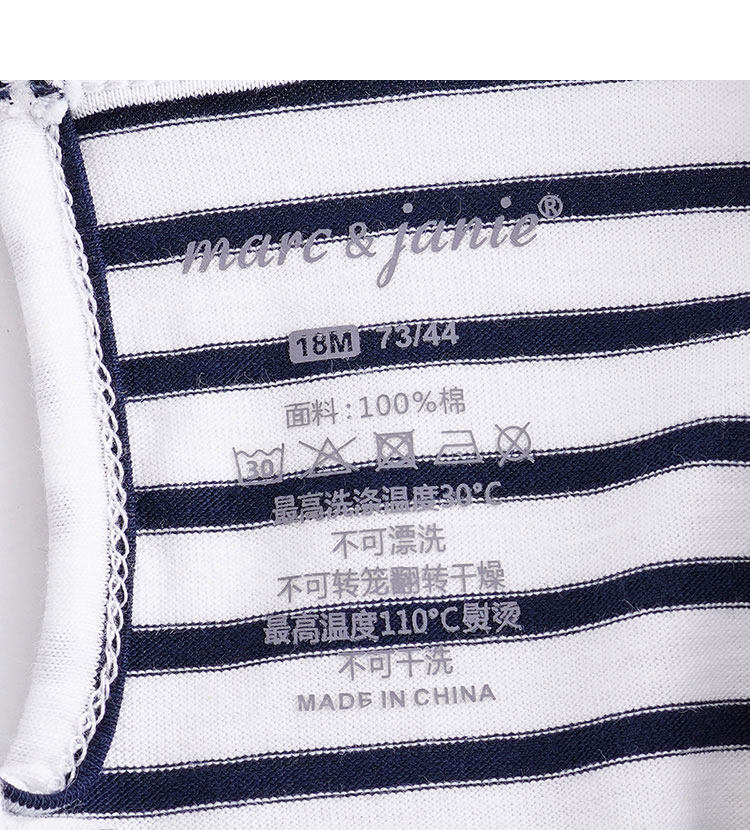 marc & janie®
18M 73/44
面料：100%棉
30
最高洗涤温度30℃
不可漂洗
不可转笼翻转干燥
最高温度110℃熨烫
不可干洗
MADE IN CHINA